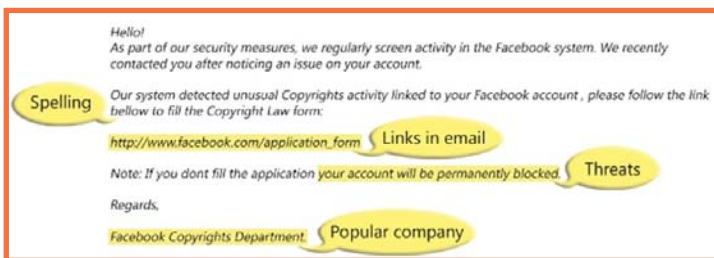 Hello!
As part of our security measures, we regularly screen activity in the Facebook system. We recently
contacted you after noticing an issue on your account.
Spelling
Our system detected unusual Copyrights activity linked to your Facebook account , please follow the link
bellow to fill the Copyright Law form:
http://www.facebook.com/application_form
Links in email
Note: If you dont fill the application your account will be permanently blocked.
Threats
Regards,
Facebook Copyrights Department.
Popular company